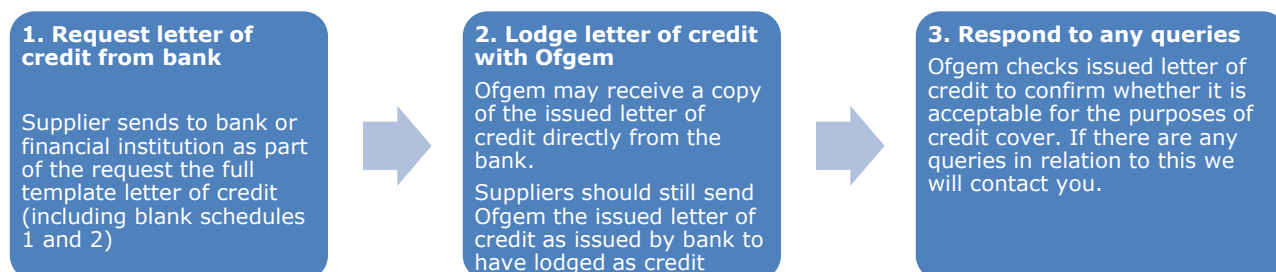 1. Request letter of
credit from bank
Supplier sends to bank or
financial institution as part
of the request the full
template letter of credit
(including blank schedules
1 and 2)
2. Lodge letter of credit
with Ofgem
Ofgem may receive a copy
of the issued letter of
credit directly from the
bank.
Suppliers should still send
Ofgem the issued letter of
credit as issued by bank to
have lodged as credit
3. Respond to any queries
Ofgem checks issued letter of
credit to confirm whether it is
acceptable for the purposes of
credit cover. If there are any
queries in relation to this we
will contact you.